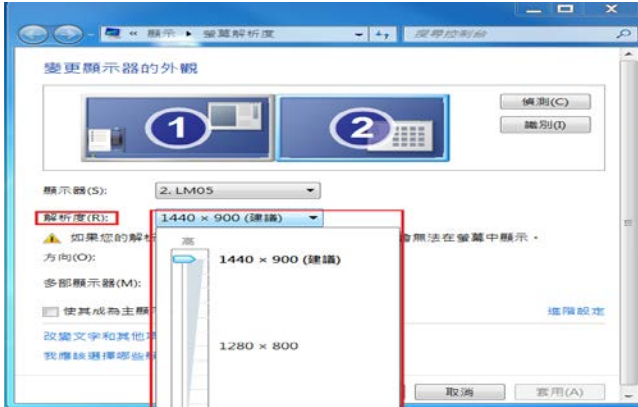 « 顯示 ▸ 螢幕解析度
搜尋控制台
變更顯示器的外觀
1
2
偵測(C)
識別(I)
顯示器(S):
2. LM05
解析度(R):
1440 × 900 (建議)
如果您的解析
會無法在螢幕中顯示。
高
方向(O):
1440 × 900 (建議)
多部顯示器(M):
使其成為主顯
進階設定
改變文字和其他
1280 × 800
我應該選擇哪些
取消
套用(A)